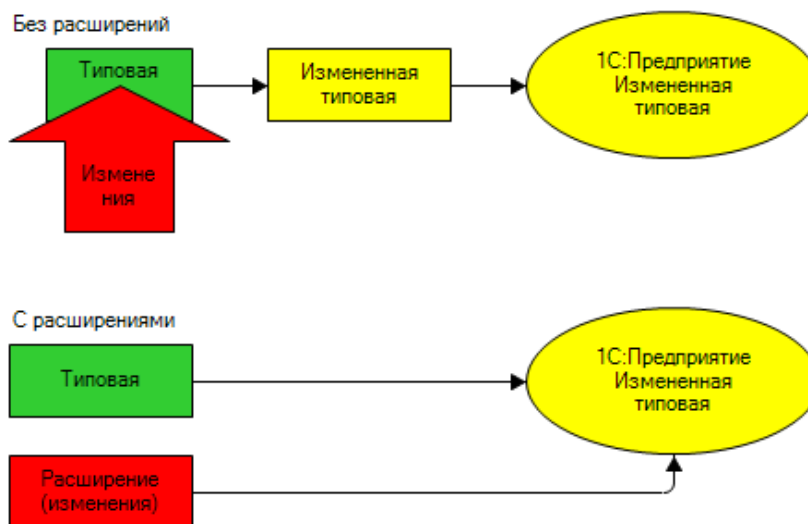 Без расширений
Типовая
Измене
ния
Измененная
типовая
1С:Предприятие
Измененная
типовая
С расширениями
Типовая
1С:Предприятие
Измененная
типовая
Расширение
(изменения)